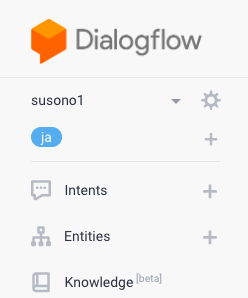 Dialogflow
susono1
ja
Intents
Entities
Knowledge [beta]